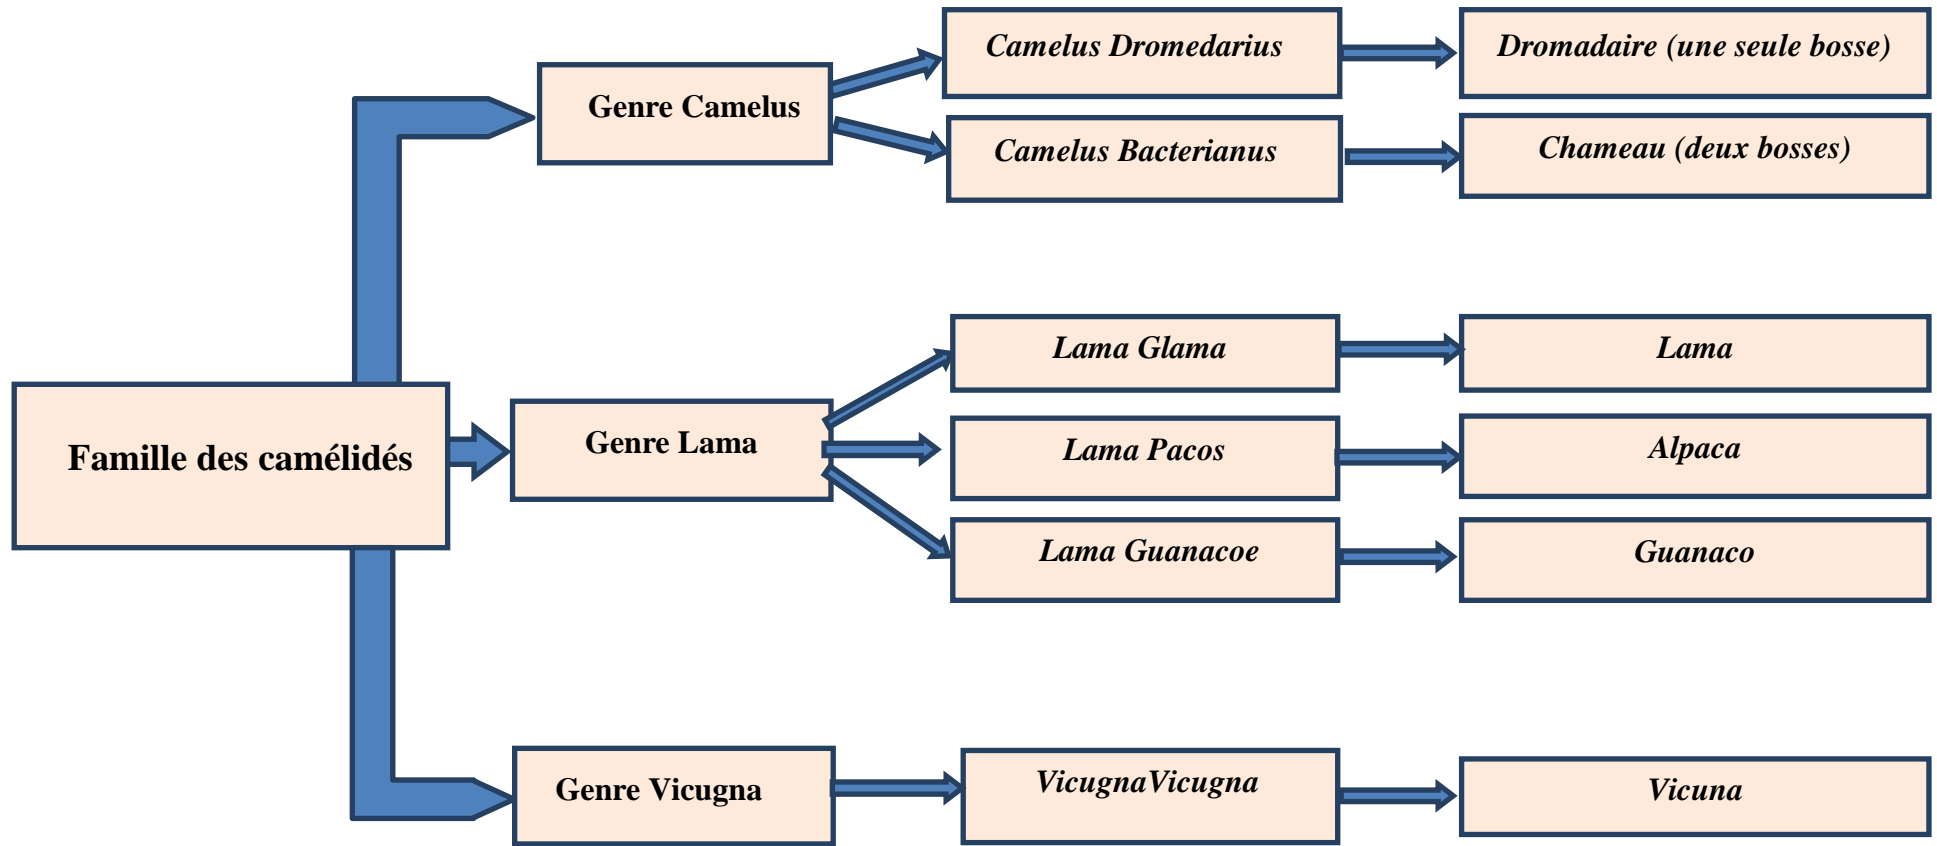 Camelus Dromedarius
Dromadaire (une seule bosse)
Genre Camelus
Camelus Bacterianus
Chameau (deux bosses)
Lama Glama
Lama
Famille des camélidés
Genre Lama
Lama Pacos
Alpaca
Lama Guanacoe
Guanaco
Genre Vicugna
VicugnaVicugna
Vicuna